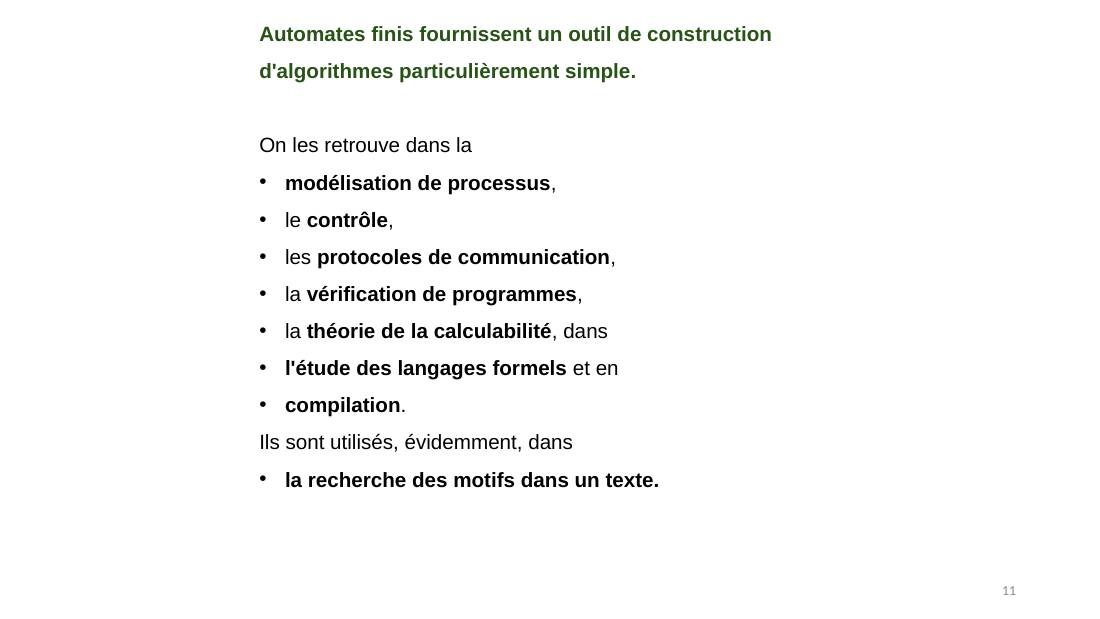 Automates finis fournissent un outil de construction
d'algorithmes particulièrement simple.
On les retrouve dans la
• modélisation de processus,
• le contrôle,
• les protocoles de communication,
• la vérification de programmes,
• la théorie de la calculabilité, dans
• l'étude des langages formels et en
• compilation.
Ils sont utilisés, évidemment, dans
• la recherche des motifs dans un texte.
11